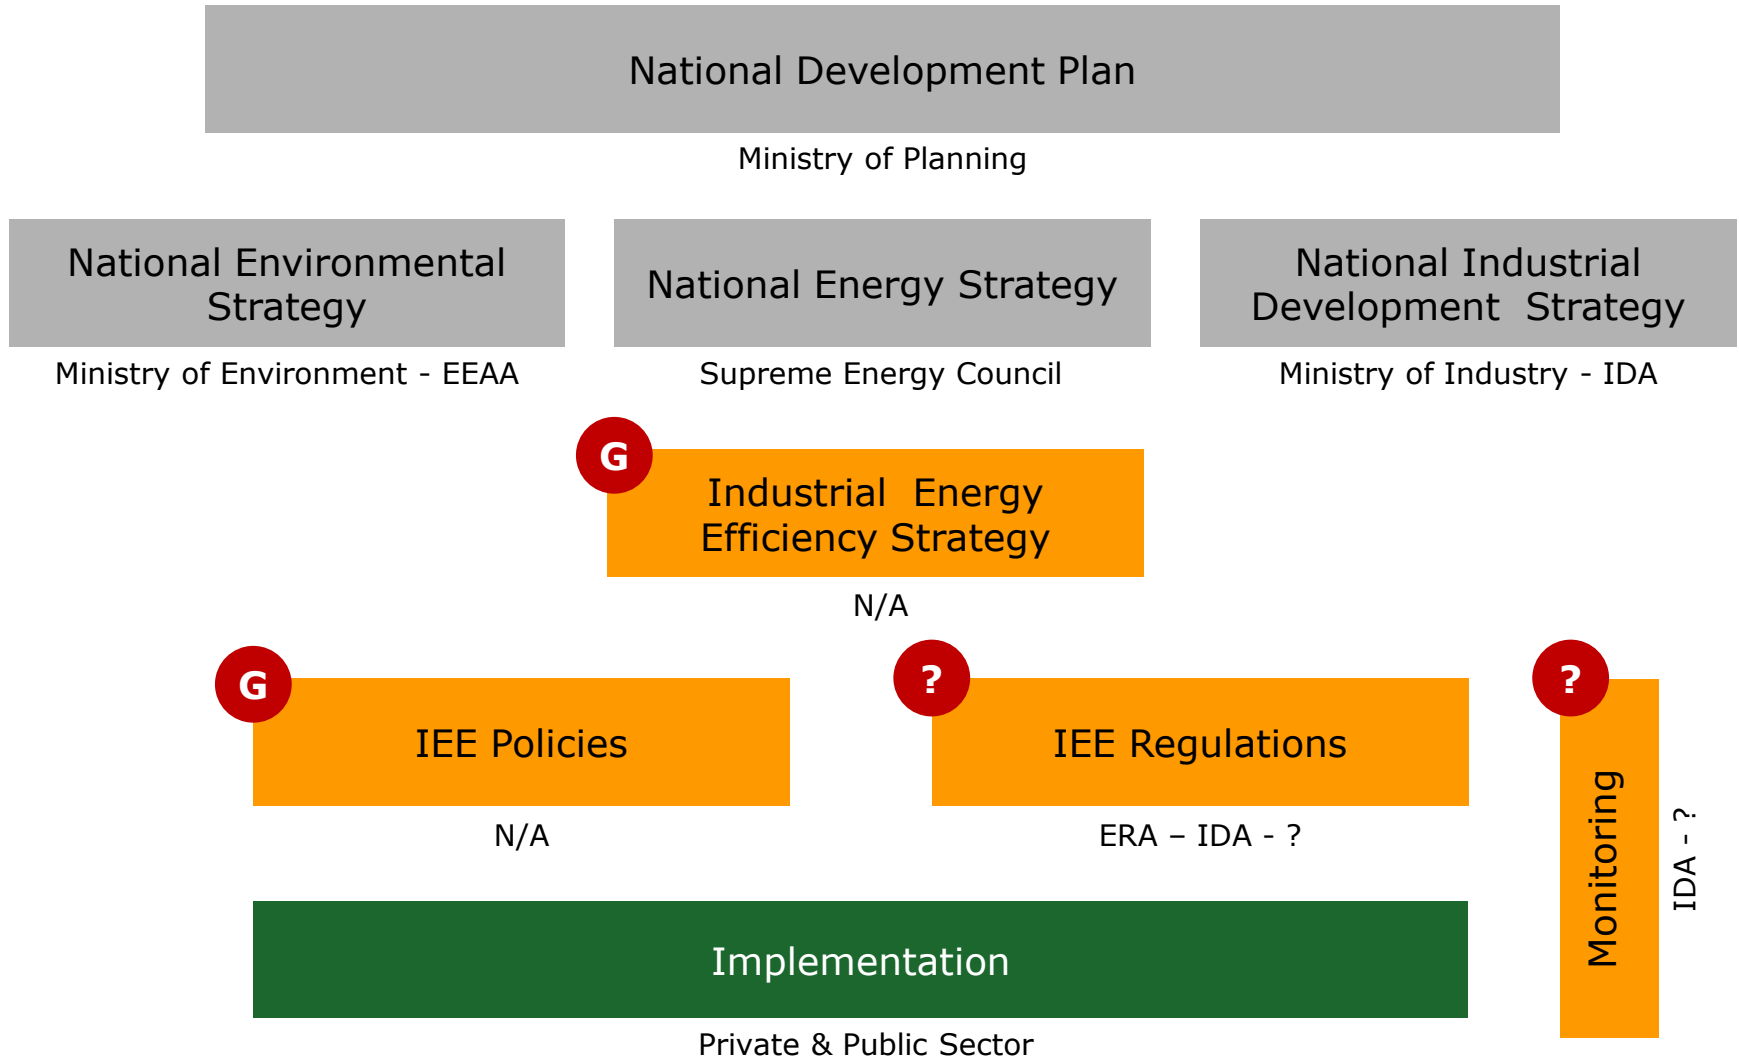 National Development Plan
Ministry of Planning
National Environmental
Strategy
Ministry of Environment - EEAA
National Energy Strategy
Supreme Energy Council
National Industrial
Development  Strategy
Ministry of Industry - IDA
G
Industrial  Energy
Efficiency Strategy
N/A
G
IEE Policies
N/A
?
IEE Regulations
ERA – IDA - ?
?
Monitoring
IDA - ?
Implementation
Private & Public Sector